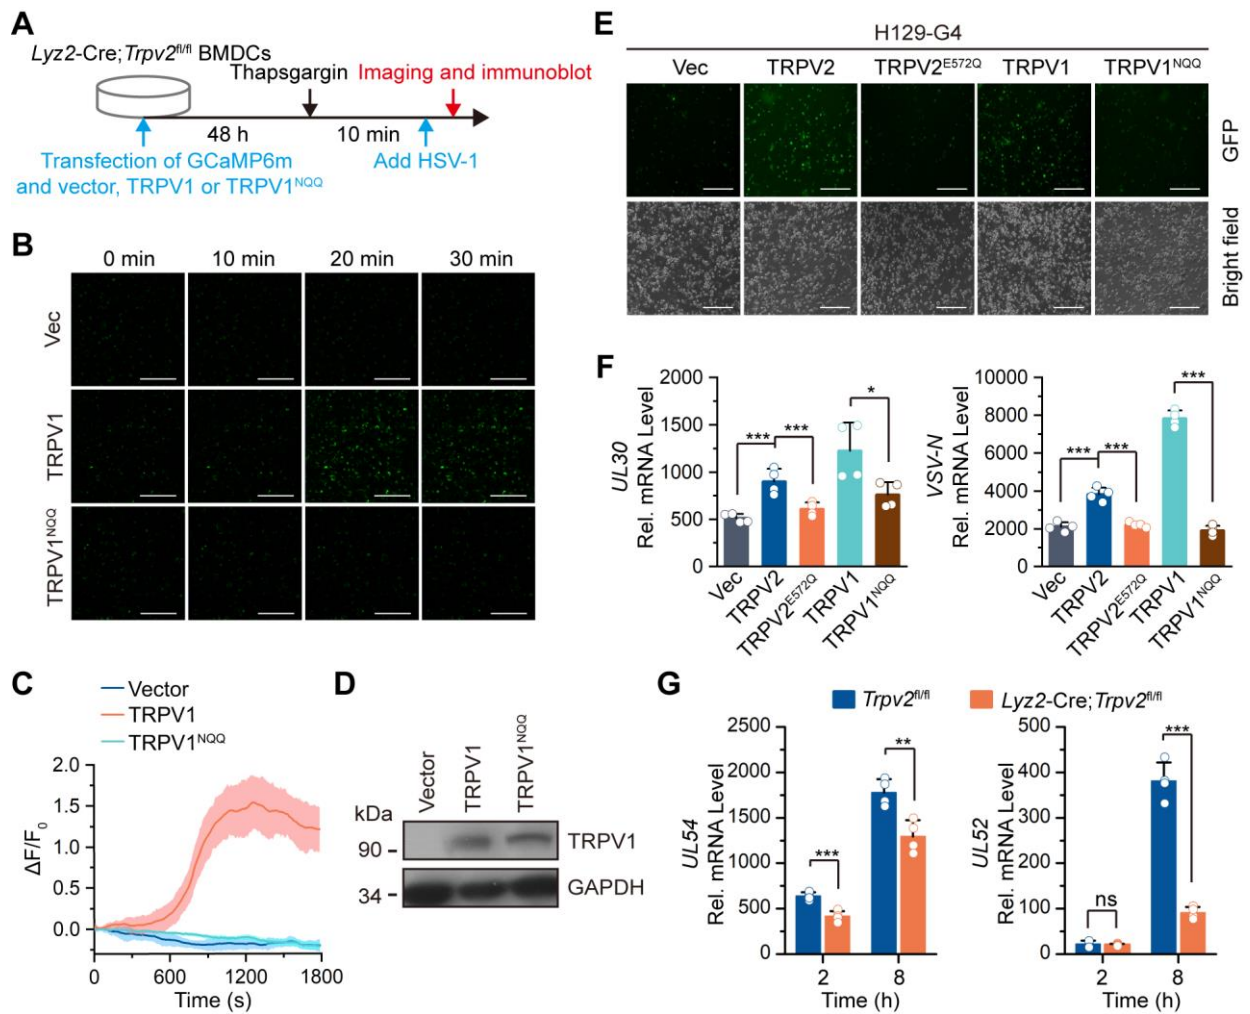 A
Lyz2-Cre;Trpv2fl/fl BMDCs
Thapsgargin
Imaging and immunoblot
48 h
10 min
Transfection of GCaMP6m
and vector, TRPV1 or TRPV1NQQ
Add HSV-1
B
0 min
10 min
20 min
30 min
Vec
TRPV1
TRPV1NQQ
C
Vector
TRPV1
TRPV1NQQ
2.0
1.5
1.0
0.5
0.0
ΔF/F0
0
600
1200
1800
Time (s)
D
Vector
TRPV1
TRPV1NQQ
kDa
90
34
TRPV1
GAPDH
E
H129-G4
Vec
TRPV2
TRPV2E572Q
TRPV1
TRPV1NQQ
GFP
Bright field
F
UL30
Rel. mRNA Level
2000
1500
1000
500
0
***
***
*
Vec
TRPV2
TRPV2E572Q
TRPV1
TRPV1NQQ
VSV-N
Rel. mRNA Level
10000
8000
6000
4000
2000
0
***
***
***
Vec
TRPV2
TRPV2E572Q
TRPV1
TRPV1NQQ
G
Trpv2fl/fl
Lyz2-Cre;Trpv2fl/fl
UL54
Rel. mRNA Level
2500
2000
1500
1000
500
0
***
**
2
8
Time (h)
UL52
Rel. mRNA Level
500
400
300
200
100
0
ns
***
2
8
Time (h)